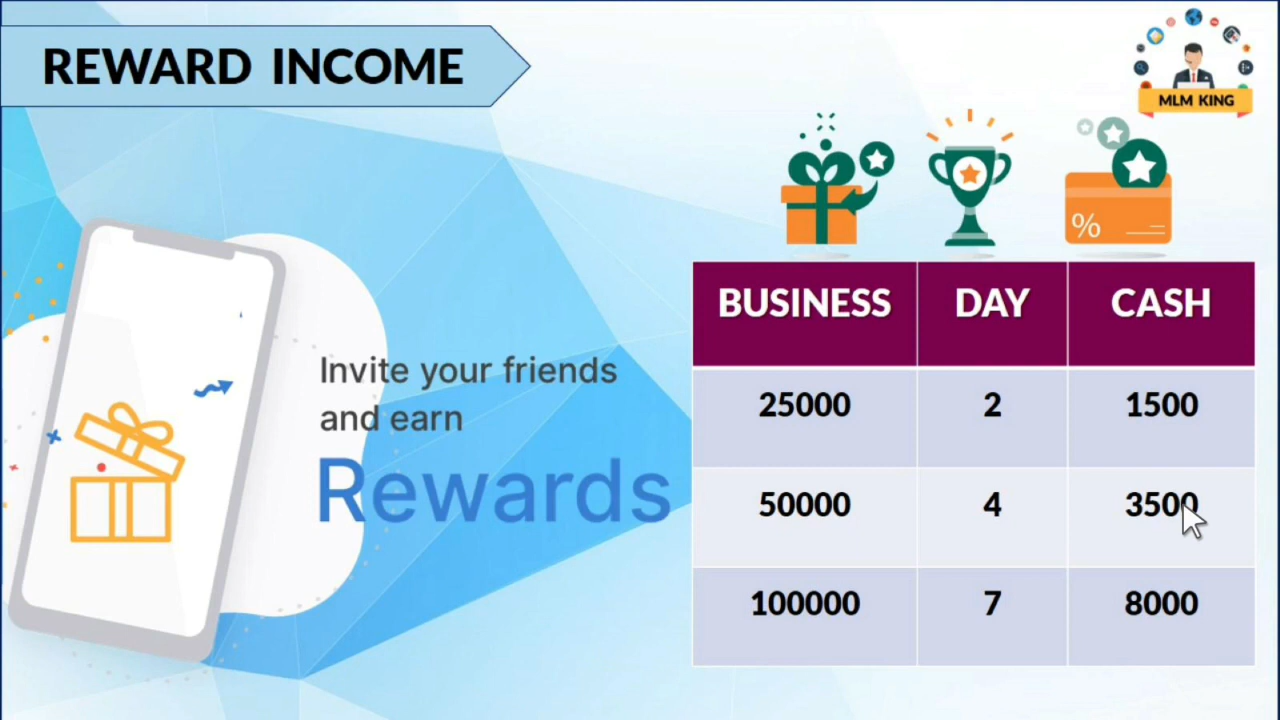 REWARD INCOME
MLM KING
%
Invite your friends
and earn
Rewards
BUSINESS DAY CASH
25000 2 1500
50000 4 3500
100000 7 8000